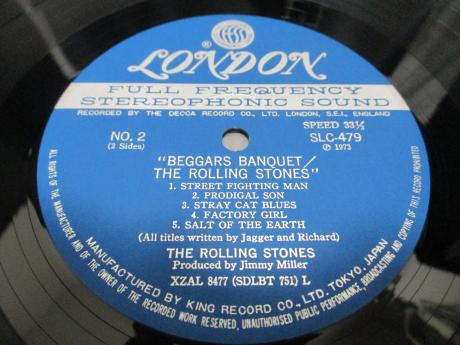 ®
LONDON
FULL FREQUENCY
STEREOPHONIC SOUND
RECORDED BY THE DECCA RECORD CO., LTD. LONDON, S.E.I., ENGLAND
NO. 2
(2 Sides)
SPEED 33⅓
SLC-479
℗ 1973
"BEGGARS BANQUET/
THE ROLLING STONES"
1. STREET FIGHTING MAN
2. PRODIGAL SON
3. STRAY CAT BLUES
4. FACTORY GIRL
5. SALT OF THE EARTH
(All titles written by Jagger and Richard)
THE ROLLING STONES
Produced by Jimmy Miller
XZAL 8477 (SDLBT 751) L
MANUFACTURED BY KING RECORD CO., LTD. TOKYO, JAPAN
ALL RIGHTS OF THE MANUFACTURER AND OF THE OWNER OF THE RECORDED WORK RESERVED, UNAUTHORISED PUBLIC PERFORMANCE, BROADCASTING AND COPYING OF THIS RECORD PROHIBITED